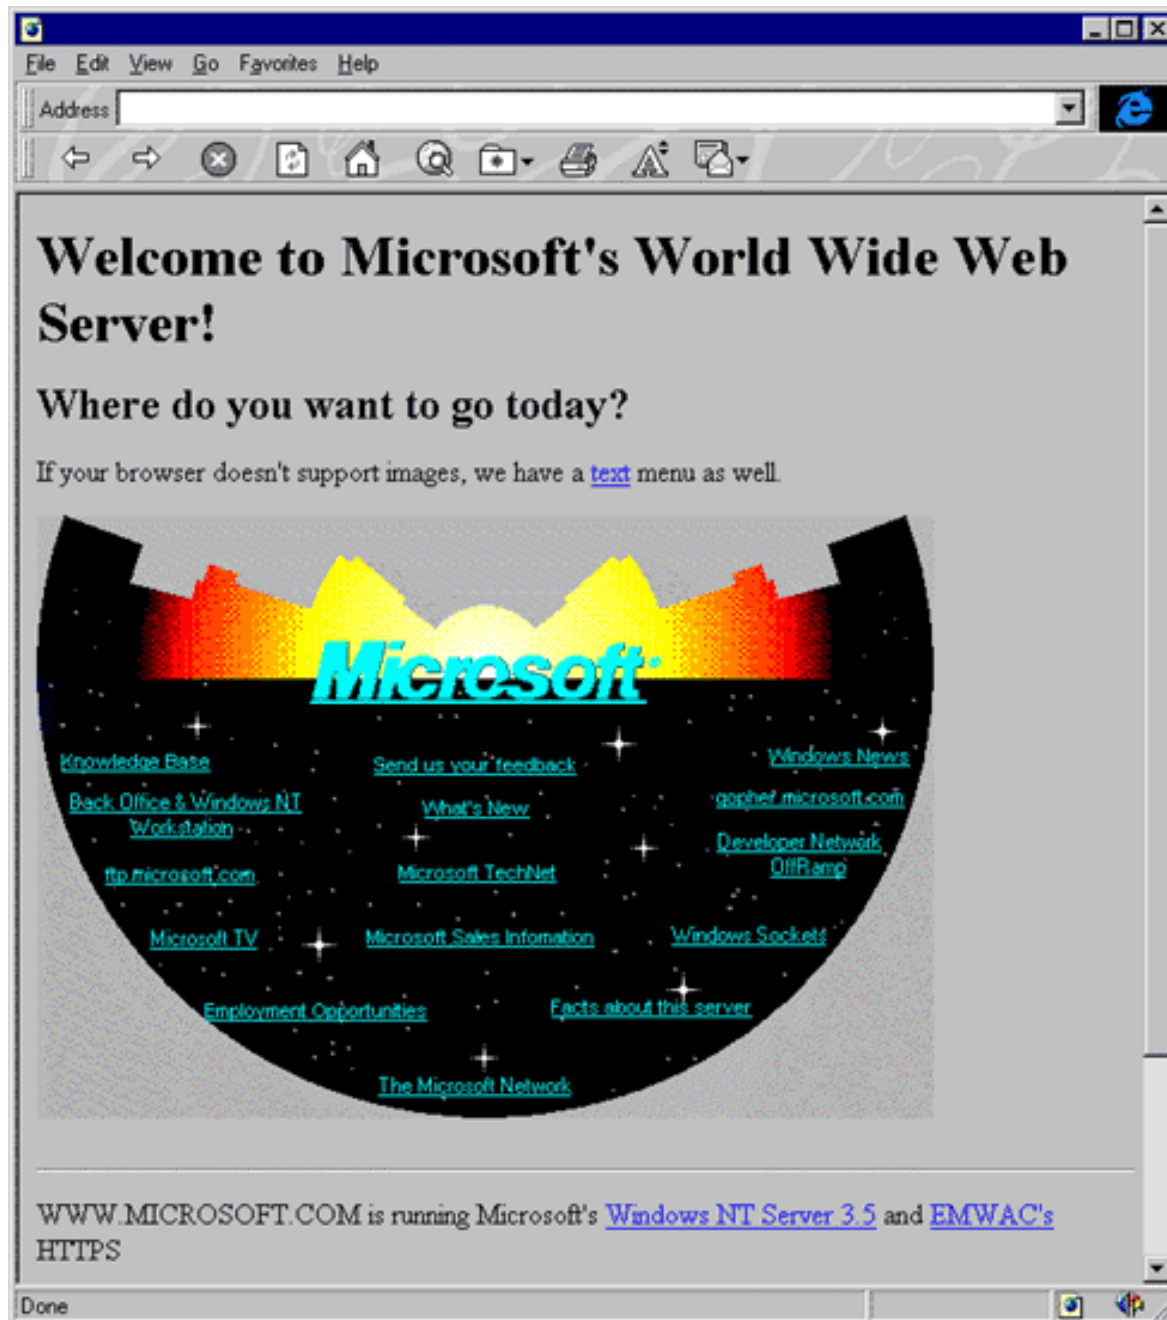 File Edit View Go Favorites Help
Address
Welcome to Microsoft's World Wide Web
Server!
Where do you want to go today?
If your browser doesn't support images, we have a text menu as well.
Microsoft
Knowledge Base
Send us your feedback
Windows News
Back Office & Windows NT
Workstation
What's New
gopher.microsoft.com
Developer Network
OffRamp
ftp.microsoft.com
Microsoft TechNet
Microsoft TV
Microsoft Sales Infomation
Windows Sockets
Employment Opportunities
Facts about this server
The Microsoft Network
WWW.MICROSOFT.COM is running Microsoft's Windows NT Server 3.5 and EMWAC's
HTTPS
Done